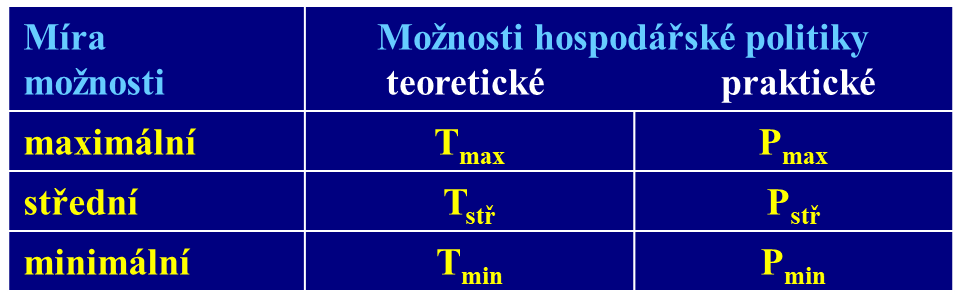 Míra Možnosti hospodářské politiky
možnosti teoretické praktické
maximální Tmax Pmax
střední Tstř Pstř
minimální Tmin Pmin